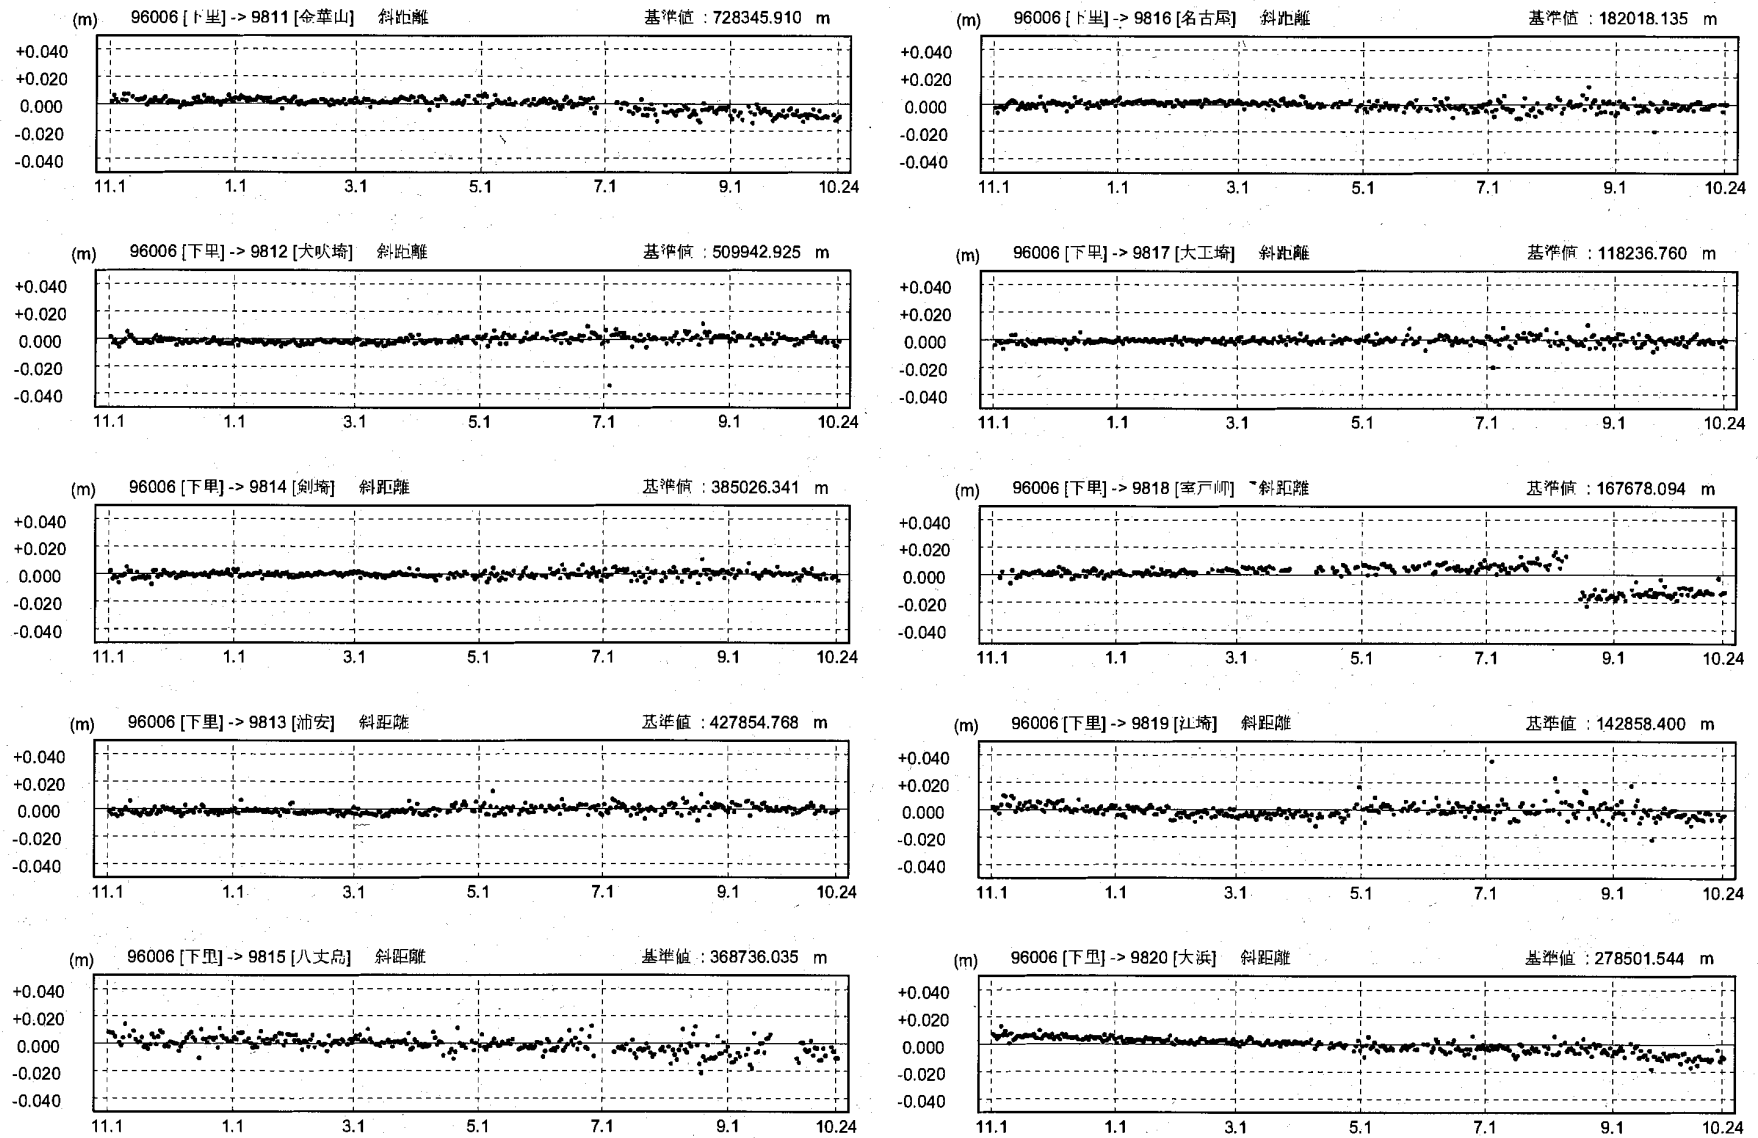 (m) 96006 [下里] -> 9811 [金華山] 斜距離 基準値 : 728345.910 m
+0.040
+0.020
0.000
-0.020
-0.040
11.1 1.1 3.1 5.1 7.1 9.1 10.24
(m) 96006 [下里] -> 9816 [名古屋] 斜距離 基準値 : 182018.135 m
+0.040
+0.020
0.000
-0.020
-0.040
11.1 1.1 3.1 5.1 7.1 9.1 10.24
(m) 96006 [下里] -> 9812 [犬吠埼] 斜距離 基準値 : 509942.925 m
+0.040
+0.020
0.000
-0.020
-0.040
11.1 1.1 3.1 5.1 7.1 9.1 10.24
(m) 96006 [下里] -> 9817 [大王埼] 斜距離 基準値 : 118236.760 m
+0.040
+0.020
0.000
-0.020
-0.040
11.1 1.1 3.1 5.1 7.1 9.1 10.24
(m) 96006 [下里] -> 9814 [剣埼] 斜距離 基準値 : 385026.341 m
+0.040
+0.020
0.000
-0.020
-0.040
11.1 1.1 3.1 5.1 7.1 9.1 10.24
(m) 96006 [下里] -> 9818 [室戸岬] 斜距離 基準値 : 167678.094 m
+0.040
+0.020
0.000
-0.020
-0.040
11.1 1.1 3.1 5.1 7.1 9.1 10.24
(m) 96006 [下里] -> 9813 [浦安] 斜距離 基準値 : 427854.768 m
+0.040
+0.020
0.000
-0.020
-0.040
11.1 1.1 3.1 5.1 7.1 9.1 10.24
(m) 96006 [下里] -> 9819 [江埼] 斜距離 基準値 : 142858.400 m
+0.040
+0.020
0.000
-0.020
-0.040
11.1 1.1 3.1 5.1 7.1 9.1 10.24
(m) 96006 [下里] -> 9815 [八丈島] 斜距離 基準値 : 368736.035 m
+0.040
+0.020
0.000
-0.020
-0.040
11.1 1.1 3.1 5.1 7.1 9.1 10.24
(m) 96006 [下里] -> 9820 [大浜] 斜距離 基準値 : 278501.544 m
+0.040
+0.020
0.000
-0.020
-0.040
11.1 1.1 3.1 5.1 7.1 9.1 10.24